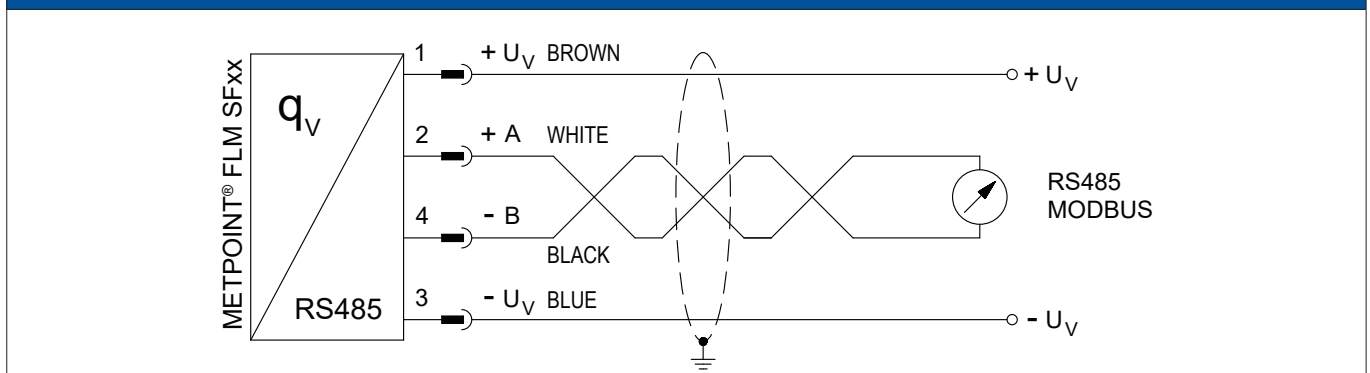 METPOINT® FLM SFxx
qV
RS485
1 + UV BROWN + UV
2 + A WHITE
4 - B
BLACK
3 - UV BLUE - UV
RS485
MODBUS